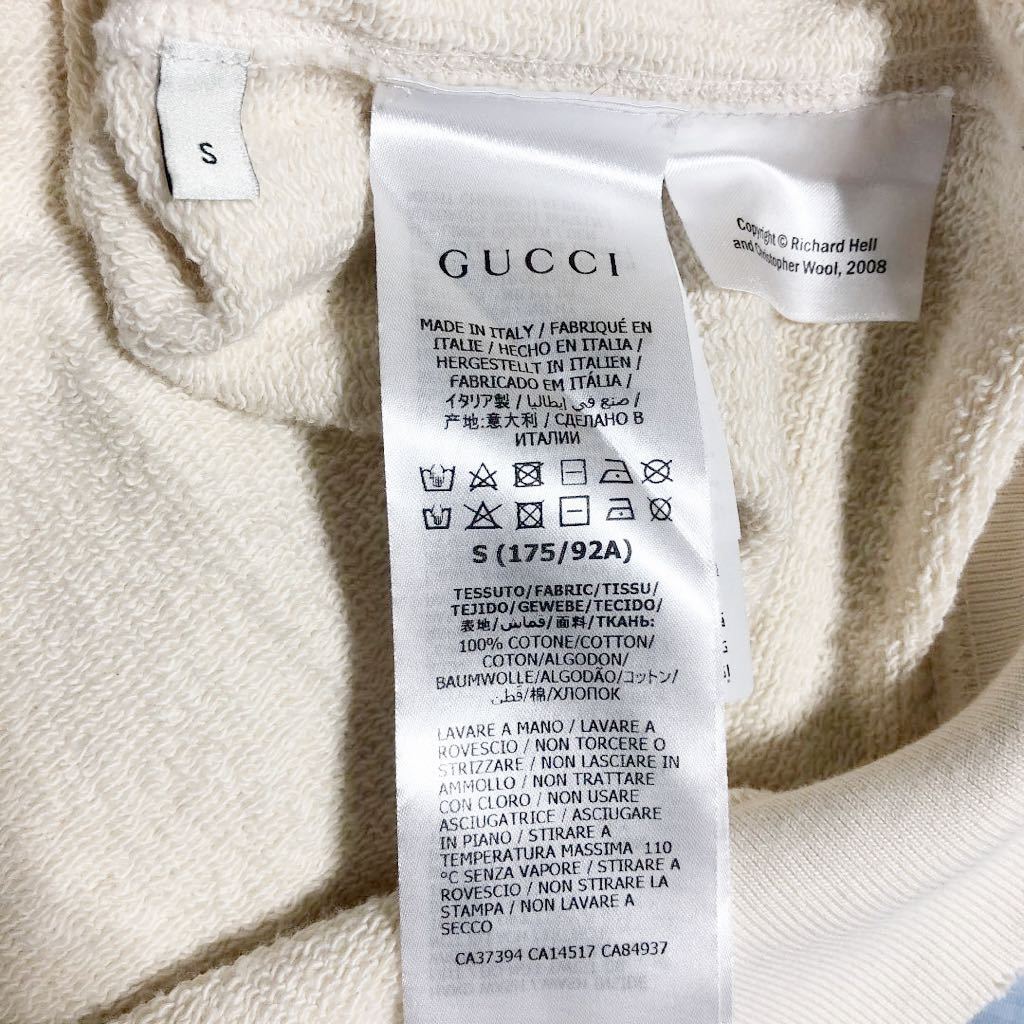 S
Copyright © Richard Hell
and Christopher Wool, 2008
GUCCI
MADE IN ITALY / FABRIQUÉ EN
ITALIE / HECHO EN ITALIA /
HERGESTELLT IN ITALIEN /
FABRICADO EM ITÁLIA /
イタリア製 / صنع في إيطاليا /
产地:意大利 / СДЕЛАНО В
ИТАЛИИ
S (175/92A)
TESSUTO/FABRIC/TISSU/
TEJIDO/GEWEBE/TECIDO/
表地/قماش/面料/ТКАНЬ:
100% COTONE/COTTON/
COTON/ALGODON/
BAUMWOLLE/ALGODÃO/コットン/
قطن/棉/ХЛОПОК
LAVARE A MANO / LAVARE A
ROVESCIO / NON TORCERE O
STRIZZARE / NON LASCIARE IN
AMMOLLO / NON TRATTARE
CON CLORO / NON USARE
ASCIUGATRICE / ASCIUGARE
IN PIANO / STIRARE A
TEMPERATURA MASSIMA 110
°C SENZA VAPORE / STIRARE A
ROVESCIO / NON STIRARE LA
STAMPA / NON LAVARE A
SECCO
CA37394 CA14517 CA84937